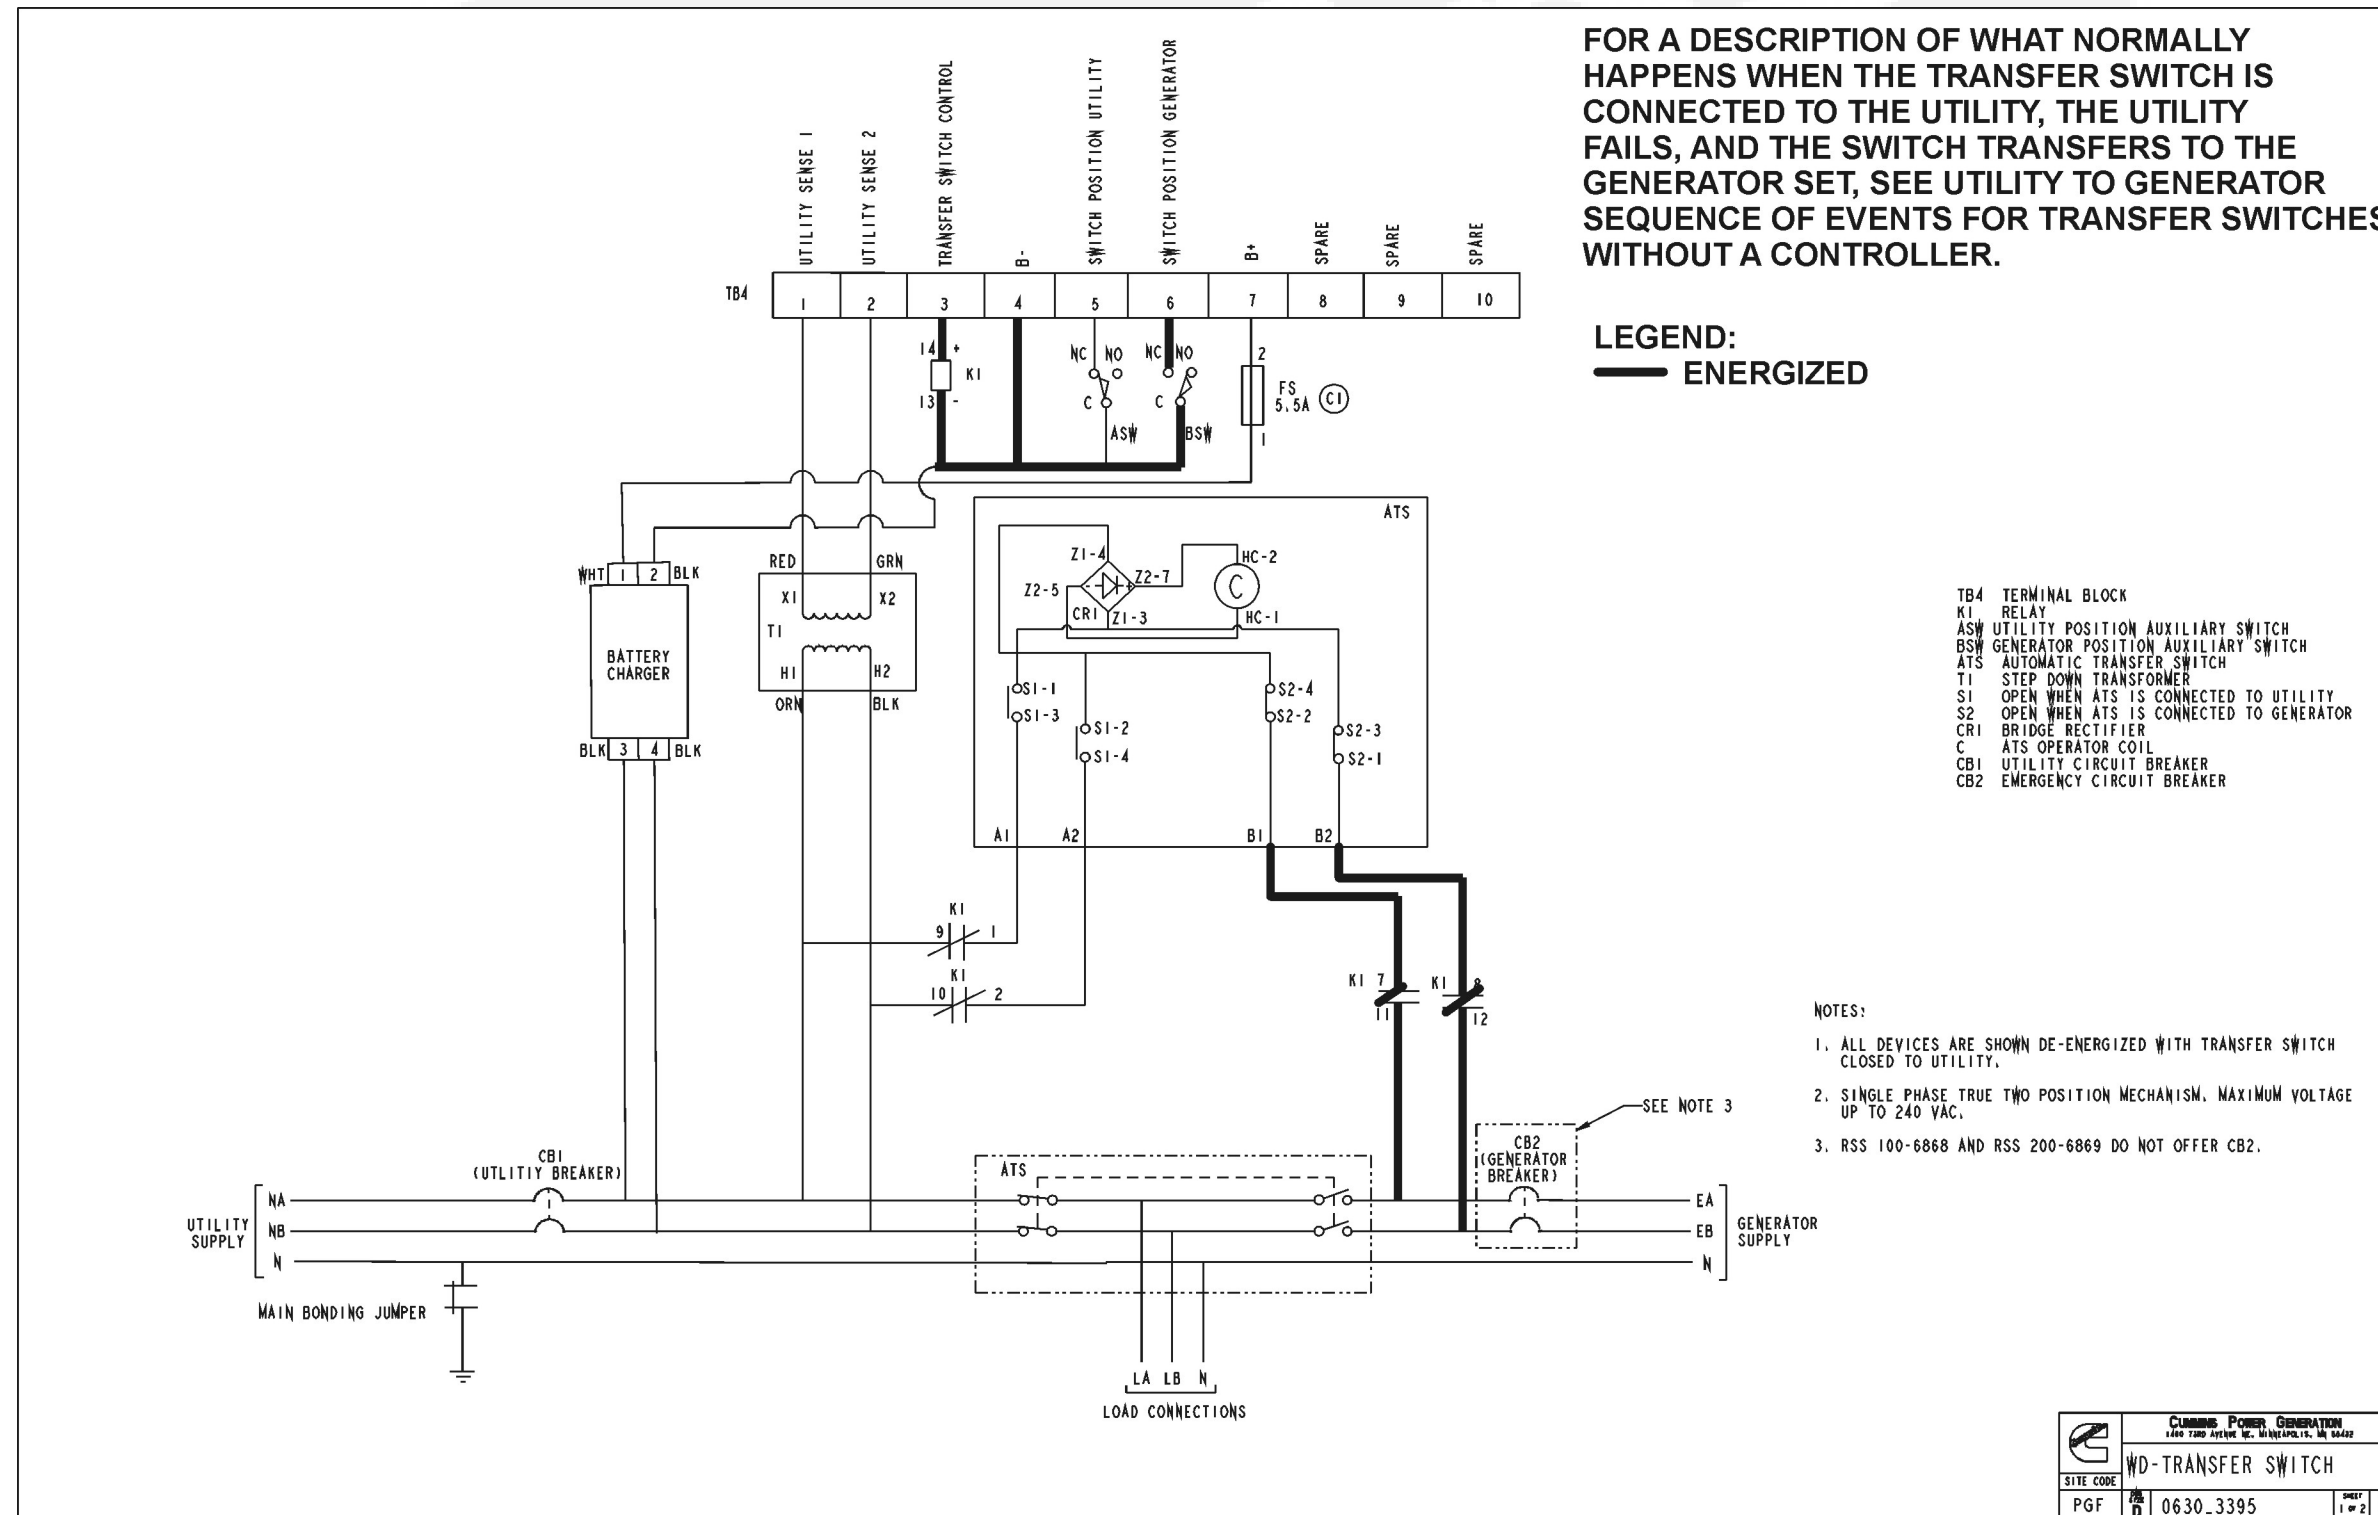 FOR A DESCRIPTION OF WHAT NORMALLY
HAPPENS WHEN THE TRANSFER SWITCH IS
CONNECTED TO THE UTILITY, THE UTILITY
FAILS, AND THE SWITCH TRANSFERS TO THE
GENERATOR SET, SEE UTILITY TO GENERATOR
SEQUENCE OF EVENTS FOR TRANSFER SWITCHES
WITHOUT A CONTROLLER.
LEGEND:
ENERGIZED
UTILITY SENSE 1
UTILITY SENSE 2
TRANSFER SWITCH CONTROL
B-
SWITCH POSITION UTILITY
SWITCH POSITION GENERATOR
B+
SPARE
SPARE
SPARE
TB4
1 2 3 4 5 6 7 8 9 10
14 +
K1
13 -
NC NO
C
ASW
NC NO
C
BSW
2
FS
5.5A
C1
1
ATS
Z1-4
Z2-5
Z2-7
CR1
Z1-3
HC-2
C
HC-1
WHT 1 2 BLK
BATTERY
CHARGER
BLK 3 4 BLK
RED GRN
X1 X2
T1
H1 H2
ORN BLK
S1-1
S1-3
S1-2
S1-4
S2-4
S2-2
S2-3
S2-1
A1 A2 B1 B2
K1
9 1
K1
10 2
K1 7
11
K1 8
12
TB4 TERMINAL BLOCK
K1 RELAY
ASW UTILITY POSITION AUXILIARY SWITCH
BSW GENERATOR POSITION AUXILIARY SWITCH
ATS AUTOMATIC TRANSFER SWITCH
T1 STEP DOWN TRANSFORMER
S1 OPEN WHEN ATS IS CONNECTED TO UTILITY
S2 OPEN WHEN ATS IS CONNECTED TO GENERATOR
CR1 BRIDGE RECTIFIER
C ATS OPERATOR COIL
CB1 UTILITY CIRCUIT BREAKER
CB2 EMERGENCY CIRCUIT BREAKER
NOTES:
1. ALL DEVICES ARE SHOWN DE-ENERGIZED WITH TRANSFER SWITCH
CLOSED TO UTILITY.
2. SINGLE PHASE TRUE TWO POSITION MECHANISM. MAXIMUM VOLTAGE
UP TO 240 VAC.
3. RSS 100-6868 AND RSS 200-6869 DO NOT OFFER CB2.
SEE NOTE 3
CB1
(UTLITIY BREAKER)
ATS
CB2
(GENERATOR
BREAKER)
UTILITY
SUPPLY
NA
NB
N
EA
EB
N
GENERATOR
SUPPLY
MAIN BONDING JUMPER
LA LB N
LOAD CONNECTIONS
CUMMINS POWER GENERATION
1400 73RD AVENUE NE. MINNEAPOLIS, MN 55432
WD-TRANSFER SWITCH
SITE CODE
PGF
D
0630_3395
SHEET
1 OF 2